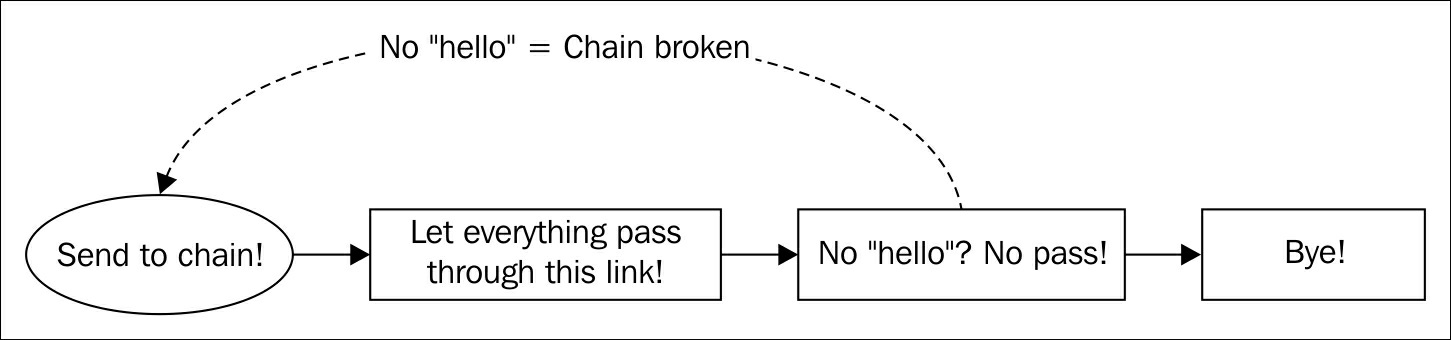 No "hello" = Chain broken
Send to chain!
Let everything pass
through this link!
No "hello"? No pass!
Bye!